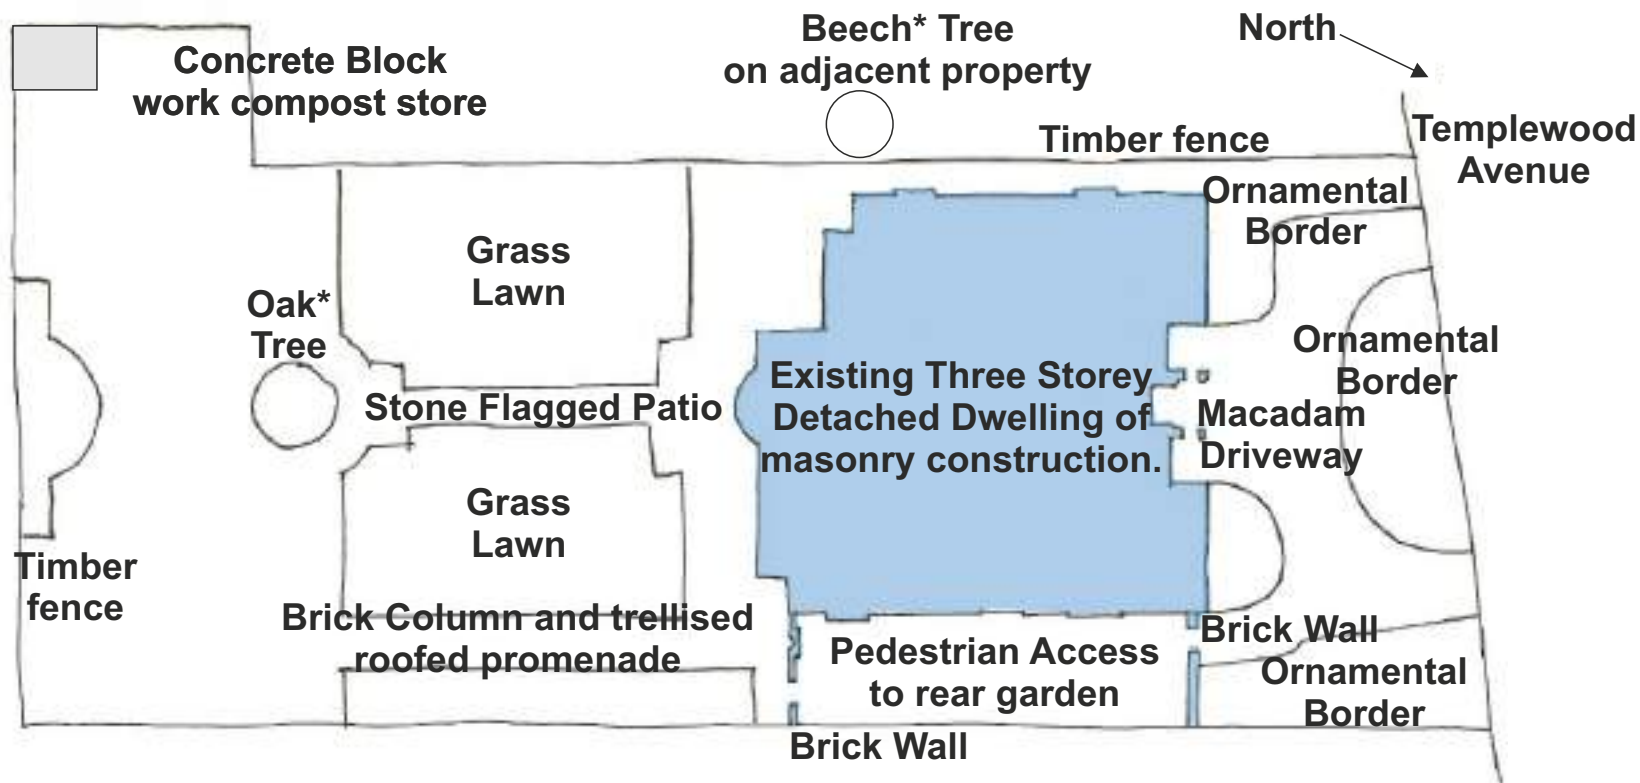 Concrete Block
work compost store
Beech* Tree
on adjacent property
North
Timber fence
Templewood
Avenue
Ornamental
Border
Grass
Lawn
Oak*
Tree
Ornamental
Border
Stone Flagged Patio
Existing Three Storey
Detached Dwelling of
masonry construction.
Macadam
Driveway
Grass
Lawn
Timber
fence
Brick Column and trellised
roofed promenade
Pedestrian Access
to rear garden
Brick Wall
Ornamental
Border
Brick Wall